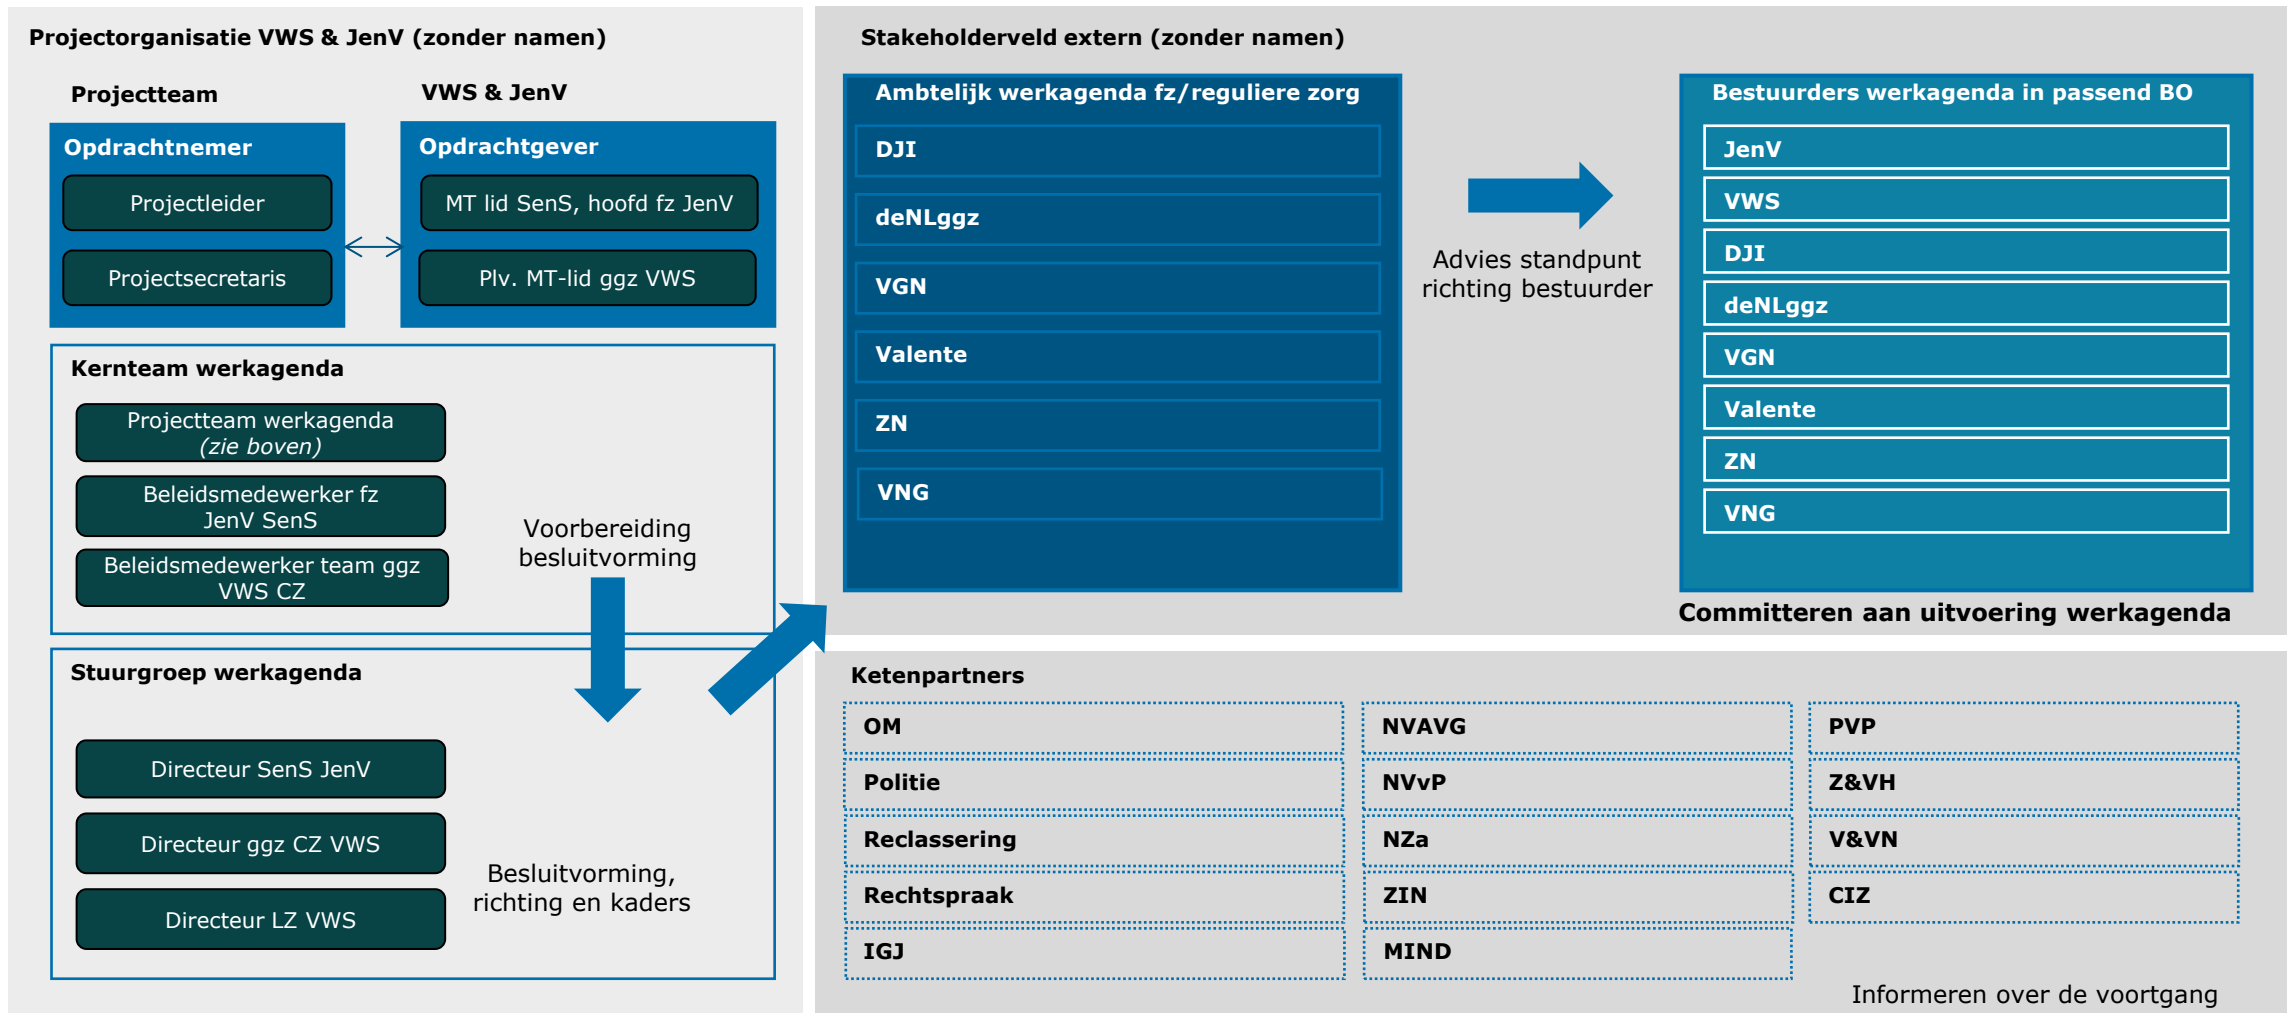 Projectorganisatie VWS & JenV (zonder namen)
Projectteam
VWS & JenV
Opdrachtnemer
Projectleider
Projectsecretaris
Opdrachtgever
MT lid SenS, hoofd fz JenV
Plv. MT-lid ggz VWS
Kernteam werkagenda
Projectteam werkagenda
(zie boven)
Beleidsmedewerker fz
JenV SenS
Beleidsmedewerker team ggz
VWS CZ
Voorbereiding
besluitvorming
Stuurgroep werkagenda
Directeur SenS JenV
Directeur ggz CZ VWS
Directeur LZ VWS
Besluitvorming,
richting en kaders
Stakeholderveld extern (zonder namen)
Ambtelijk werkagenda fz/reguliere zorg
DJI
deNLggz
VGN
Valente
ZN
VNG
Advies standpunt
richting bestuurder
Bestuurders werkagenda in passend BO
JenV
VWS
DJI
deNLggz
VGN
Valente
ZN
VNG
Committeren aan uitvoering werkagenda
Ketenpartners
OM
Politie
Reclassering
Rechtspraak
IGJ
NVAVG
NVvP
NZa
ZIN
MIND
PVP
Z&VH
V&VN
CIZ
Informeren over de voortgang